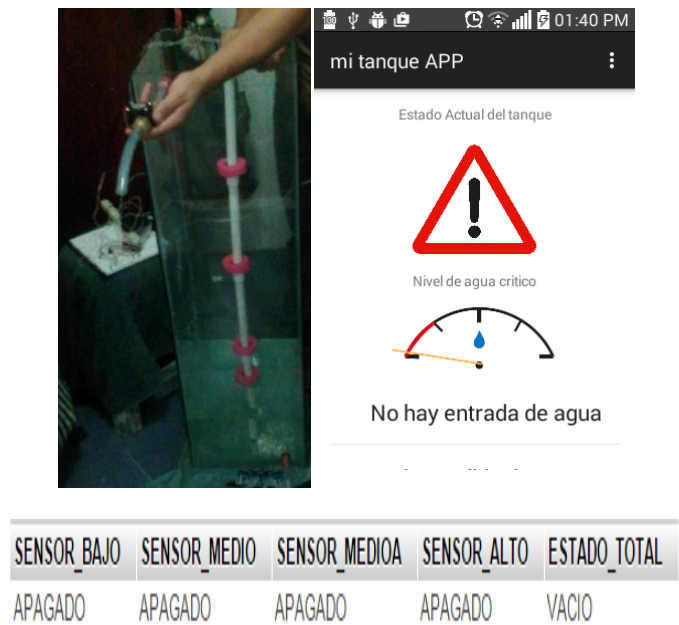 100
01:40 PM
mi tanque APP
Estado Actual del tanque
Nivel de agua critico
No hay entrada de agua
SENSOR_BAJO SENSOR_MEDIO SENSOR_MEDIOA SENSOR_ALTO ESTADO_TOTAL
APAGADO APAGADO APAGADO APAGADO VACIO